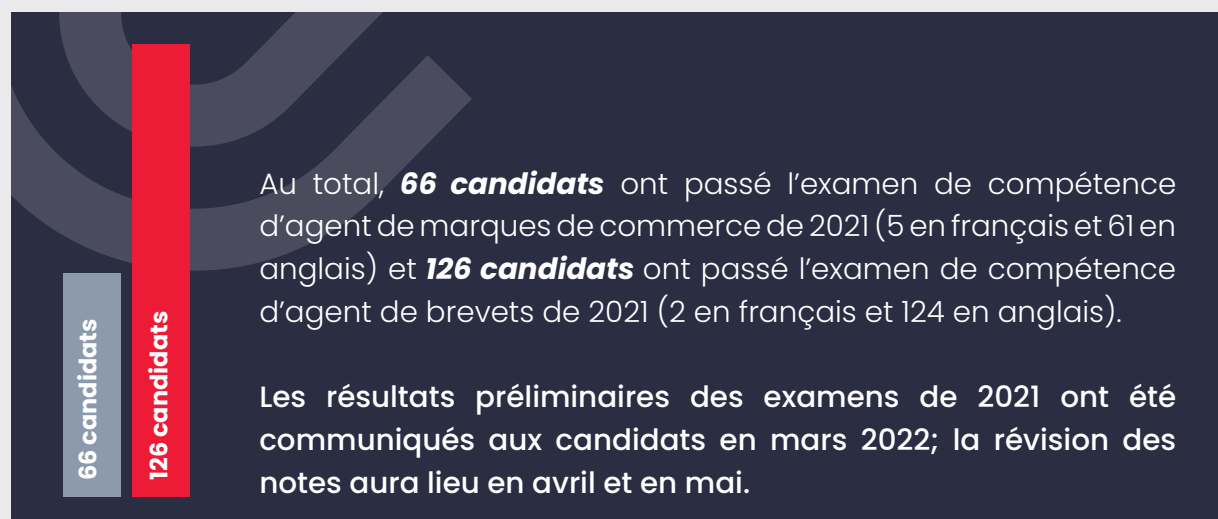 66 candidats
126 candidats
Au total, 66 candidats ont passé l’examen de compétence
d’agent de marques de commerce de 2021 (5 en français et 61 en
anglais) et 126 candidats ont passé l’examen de compétence
d’agent de brevets de 2021 (2 en français et 124 en anglais).
Les résultats préliminaires des examens de 2021 ont été
communiqués aux candidats en mars 2022; la révision des
notes aura lieu en avril et en mai.